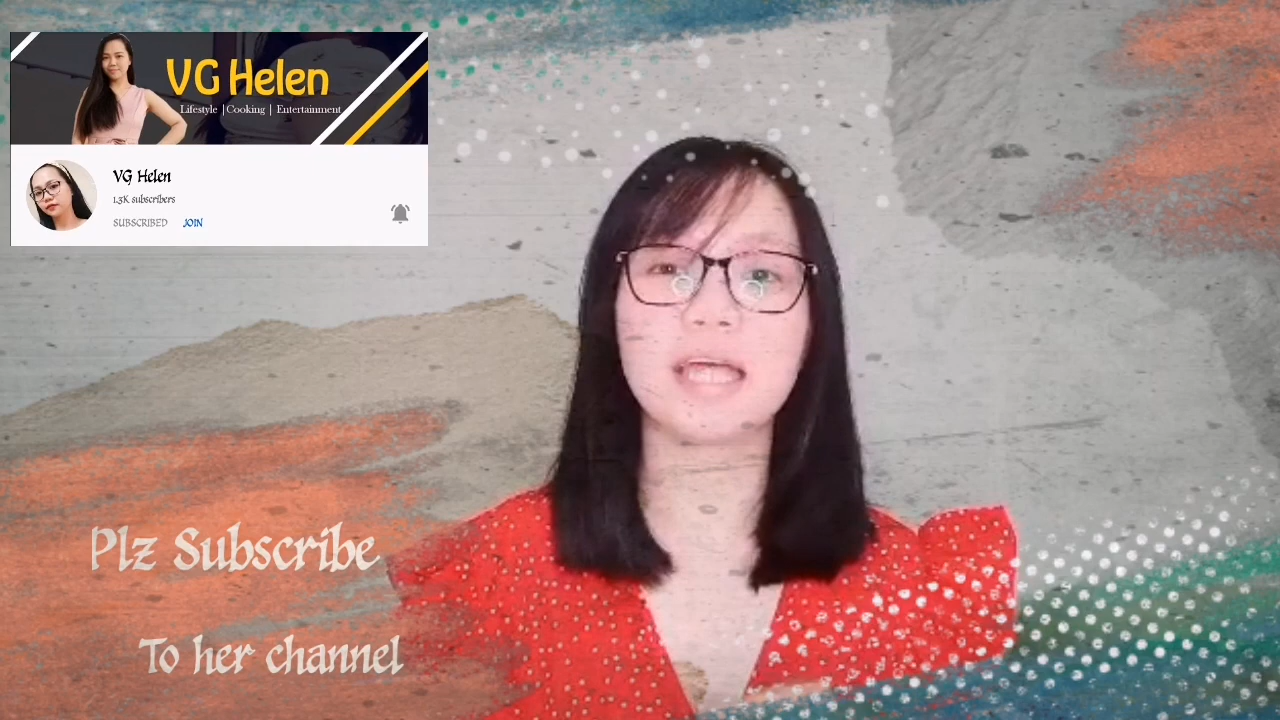 VG Helen
Lifestyle | Cooking | Entertainment
VG Helen
1.3K subscribers
SUBSCRIBED JOIN
Plz Subscribe
To her channel